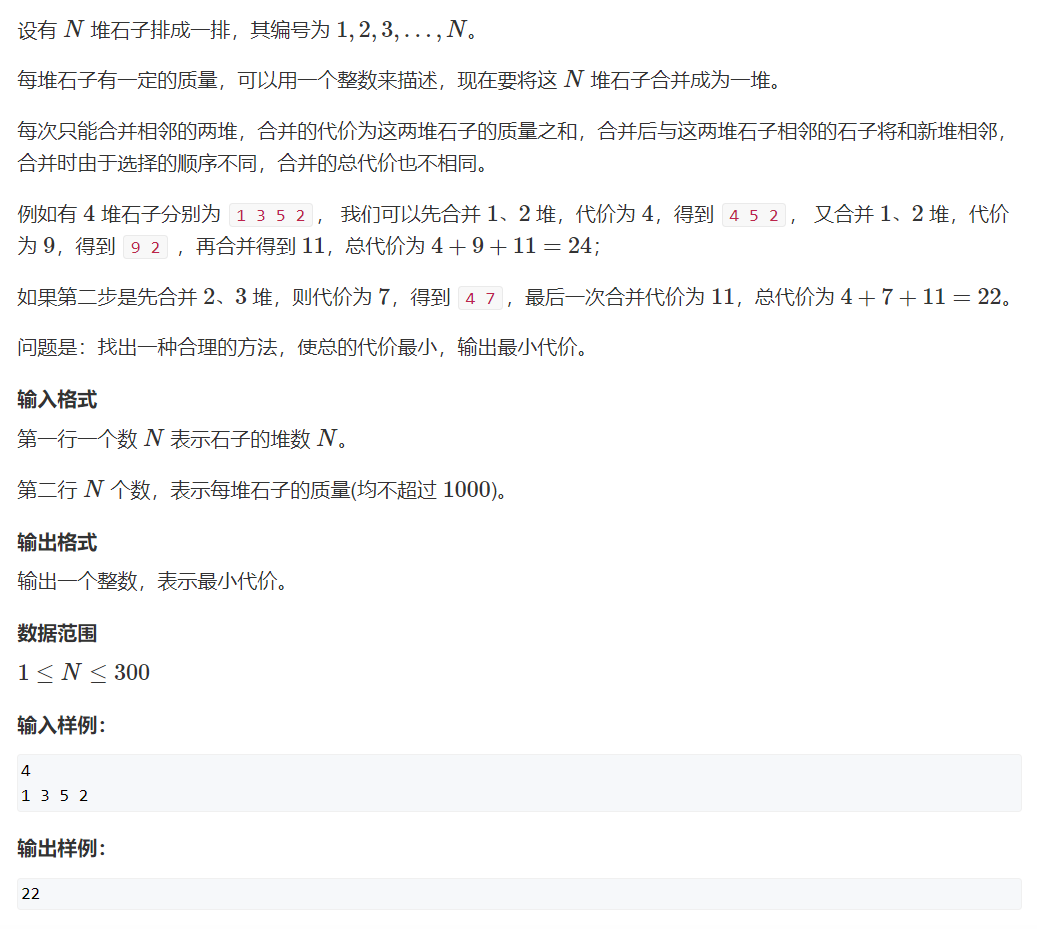 设有 N 堆石子排成一排，其编号为 1,2,3,…,N。
每堆石子有一定的质量，可以用一个整数来描述，现在要将这 N 堆石子合并成为一堆。
每次只能合并相邻的两堆，合并的代价为这两堆石子的质量之和，合并后与这两堆石子相邻的石子将和新堆相邻，
合并时由于选择的顺序不同，合并的总代价也不相同。
例如有 4 堆石子分别为 1 3 5 2， 我们可以先合并 1、2 堆，代价为 4，得到 4 5 2， 又合并 1、2 堆，代价
为 9，得到 9 2 ，再合并得到 11，总代价为 4 + 9 + 11 = 24；
如果第二步是先合并 2、3 堆，则代价为 7，得到 4 7，最后一次合并代价为 11，总代价为 4 + 7 + 11 = 22。
问题是：找出一种合理的方法，使总的代价最小，输出最小代价。
输入格式
第一行一个数 N 表示石子的堆数 N。
第二行 N 个数，表示每堆石子的质量(均不超过 1000)。
输出格式
输出一个整数，表示最小代价。
数据范围
1 ≤ N ≤ 300
输入样例：
4
1 3 5 2
输出样例：
22